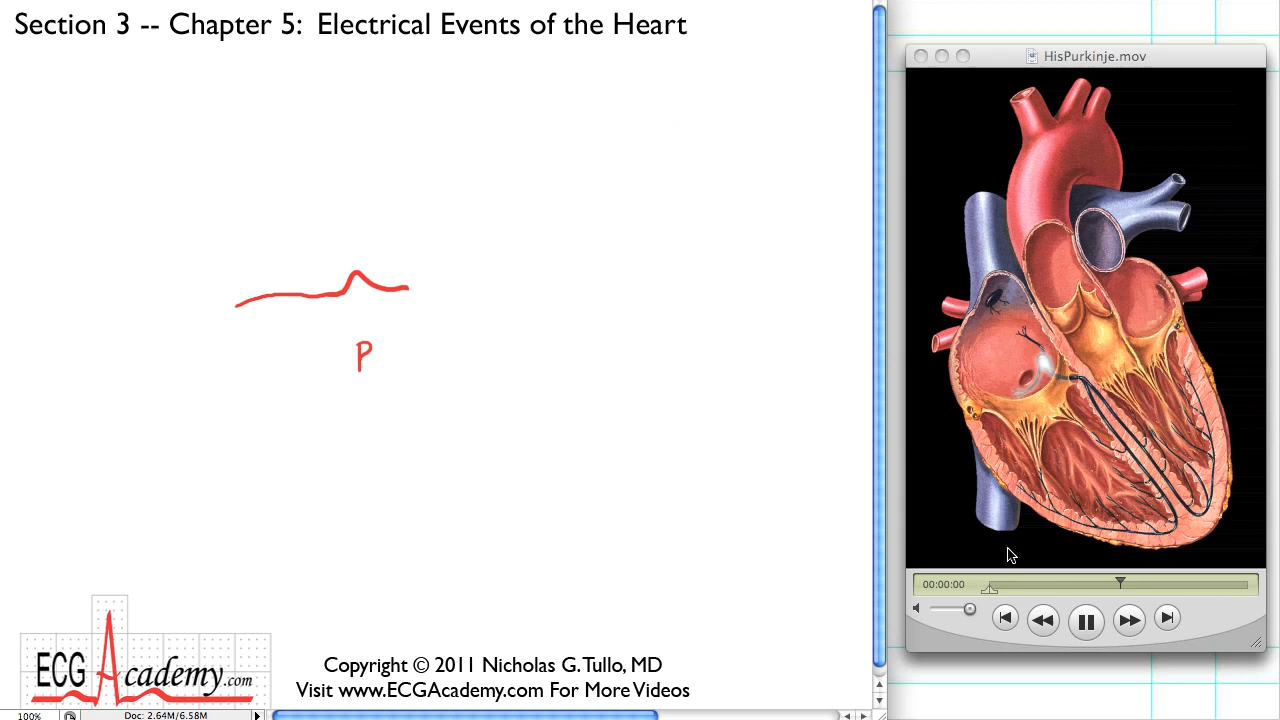 Section 3 -- Chapter 5:  Electrical Events of the Heart
HisPurkinje.mov
P
00:00:00
ECG Academy.com
Copyright © 2011 Nicholas G. Tullo, MD
Visit www.ECGAcademy.com For More Videos
100%
Doc: 2.64M/6.58M